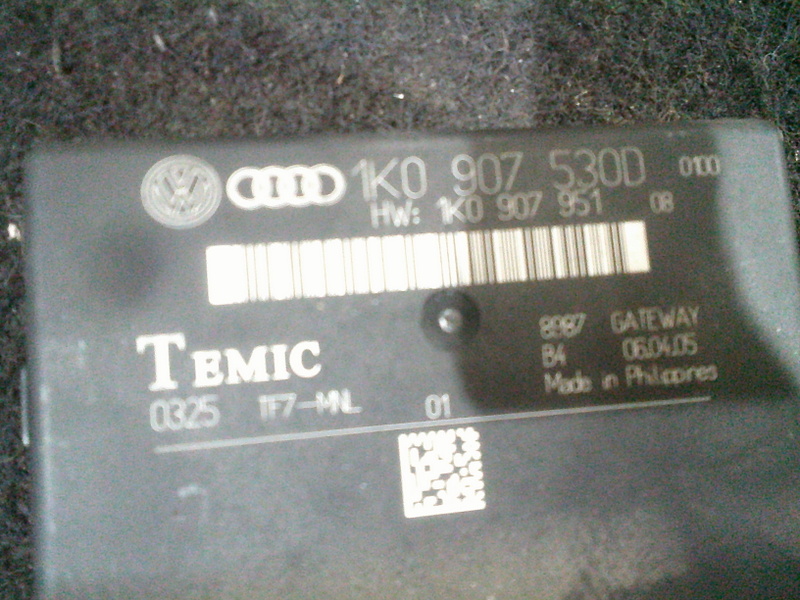 1K0 907 530D 0100
HW: 1K0 907 951 08
TEMIC
8987 GATEWAY
B4 06.04.05
Made in Philippines
0325 TF7-MNL 01